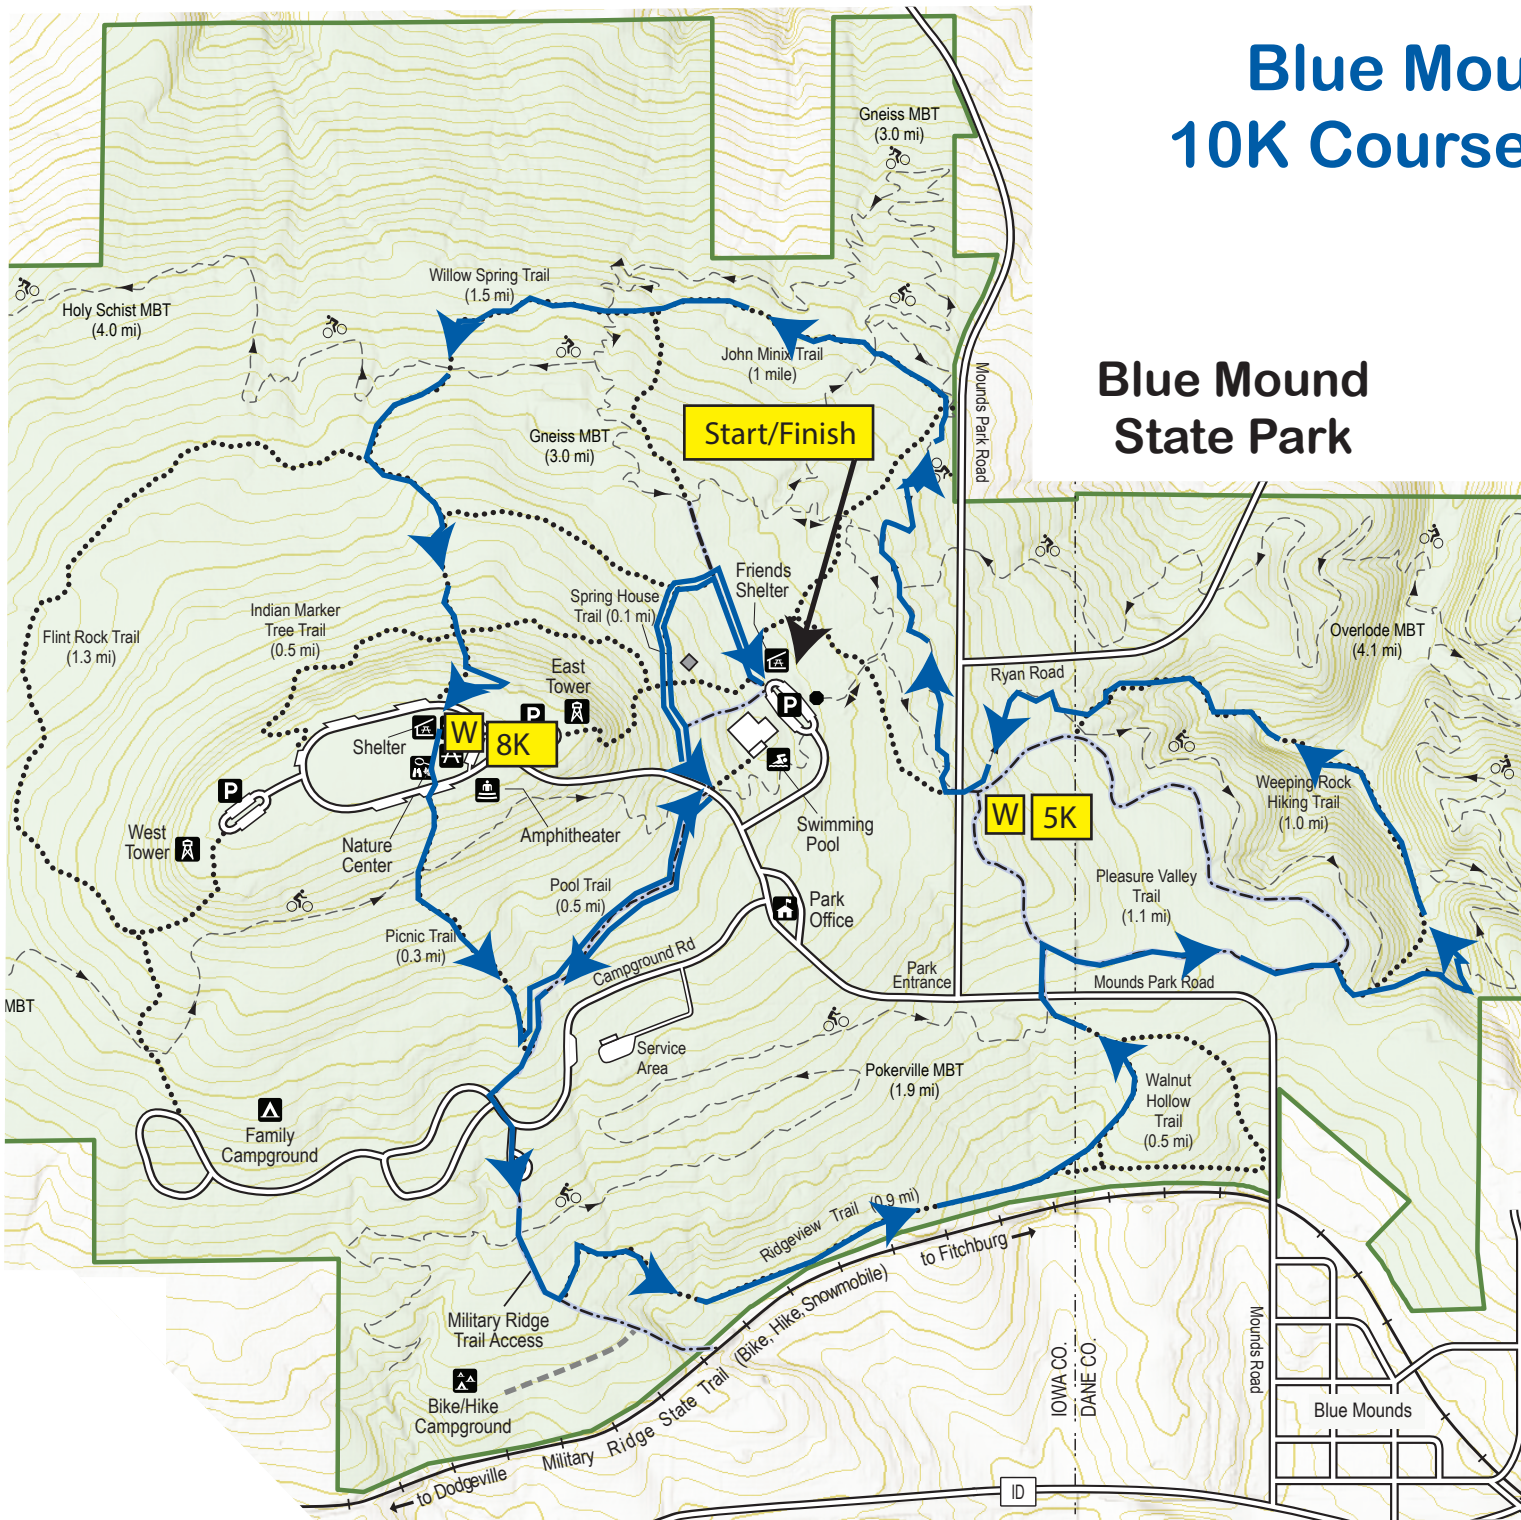 Blue Mou
10K Course
Blue Mound
State Park
Gneiss MBT
(3.0 mi)
Willow Spring Trail
(1.5 mi)
Holy Schist MBT
(4.0 mi)
John Minix Trail
(1 mile)
Mounds Park Road
Start/Finish
Gneiss MBT
(3.0 mi)
Friends
Shelter
Spring House
Trail (0.1 mi)
Indian Marker
Tree Trail
(0.5 mi)
Flint Rock Trail
(1.3 mi)
East
Tower
Overlode MBT
(4.1 mi)
Ryan Road
P
P
W
8K
Shelter
P
West
Tower
Nature
Center
Amphitheater
Swimming
Pool
W
5K
Weeping Rock
Hiking Trail
(1.0 mi)
Pleasure Valley
Trail
(1.1 mi)
Pool Trail
(0.5 mi)
Park
Office
Picnic Trail
(0.3 mi)
Campground Rd
Park
Entrance
Mounds Park Road
MBT
Service
Area
Pokerville MBT
(1.9 mi)
Walnut
Hollow
Trail
(0.5 mi)
Family
Campground
Ridgeview Trail (0.9 mi)
to Fitchburg
Military Ridge
Trail Access
Bike/Hike
Campground
to Dodgeville
Military Ridge State Trail (Bike, Hike, Snowmobile)
IOWA CO.
DANE CO.
Mounds Road
Blue Mounds
ID